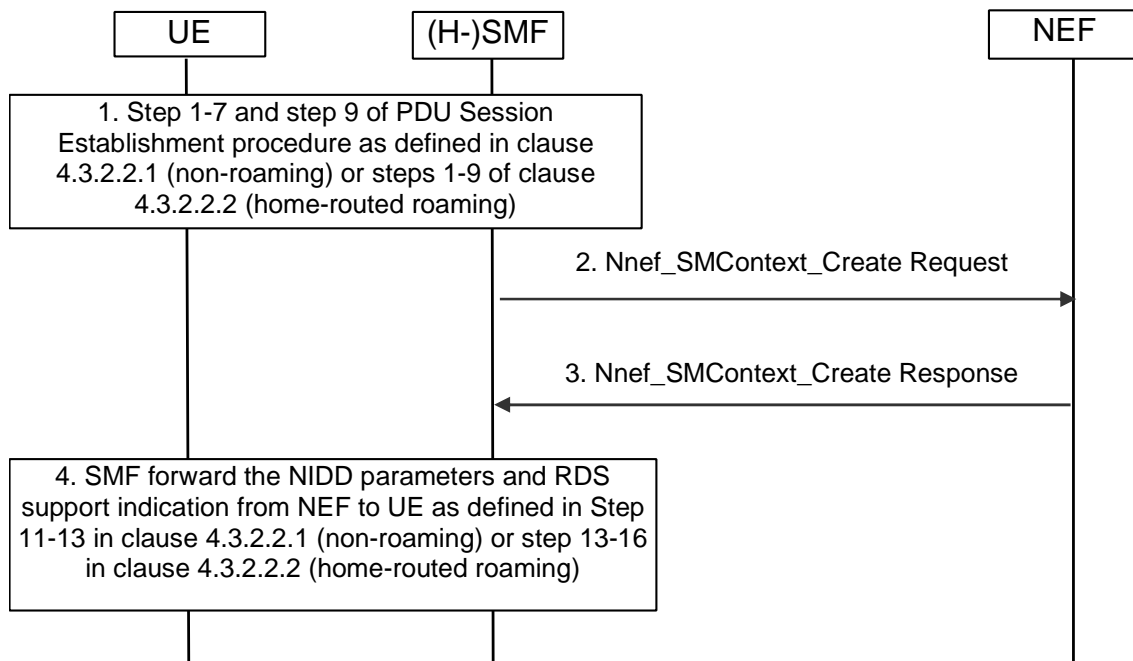 UE
(H-)SMF
NEF
1. Step 1-7 and step 9 of PDU Session
Establishment procedure as defined in clause
4.3.2.2.1 (non-roaming) or steps 1-9 of clause
4.3.2.2.2 (home-routed roaming)
2. Nnef_SMContext_Create Request
3. Nnef_SMContext_Create Response
4. SMF forward the NIDD parameters and RDS
support indication from NEF to UE as defined in Step
11-13 in clause 4.3.2.2.1 (non-roaming) or step 13-16
in clause 4.3.2.2.2 (home-routed roaming)